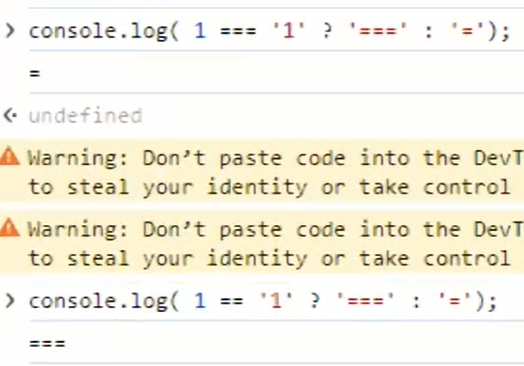 > console.log( 1 === '1' ? '===' : '=');
=
<· undefined
Warning: Don’t paste code into the DevT
to steal your identity or take control
Warning: Don’t paste code into the DevT
to steal your identity or take control
> console.log( 1 == '1' ? '===' : '=');
===